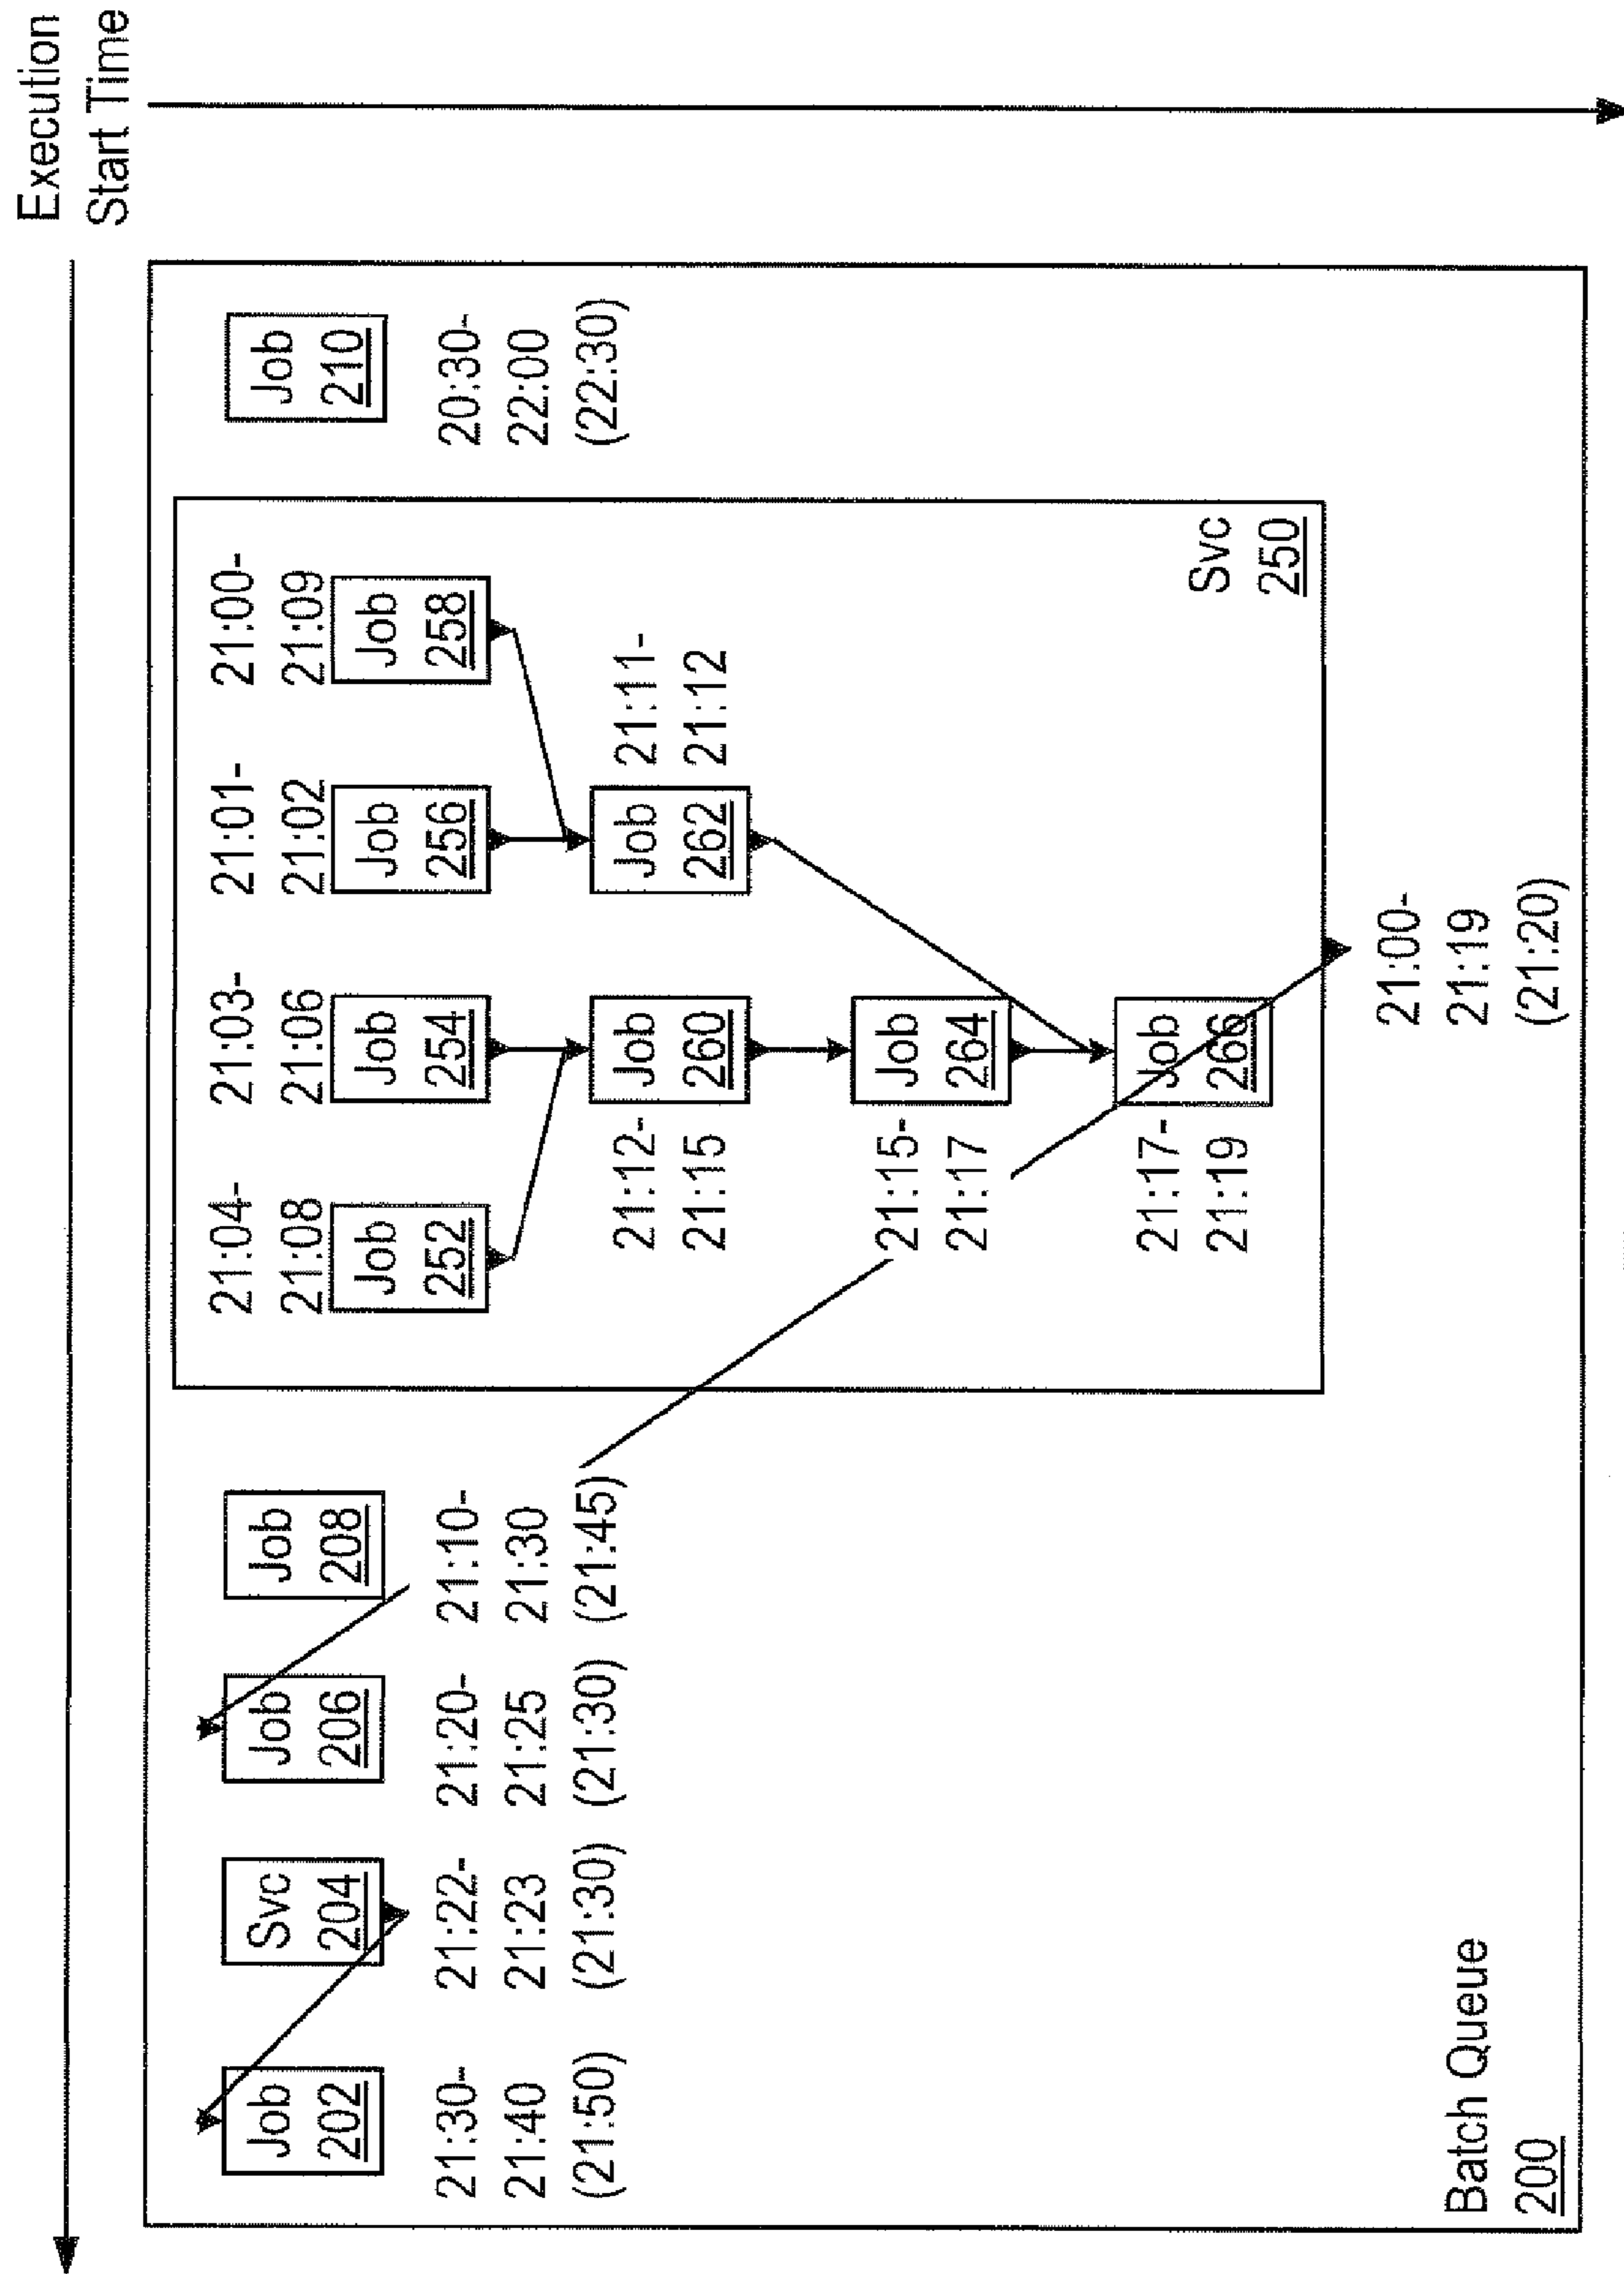 Execution
Start Time
Job
202
21:30-
21:40
(21:50)
Svc
204
21:22-
21:23
(21:30)
Job
206
21:20-
21:25
(21:30)
Job
208
21:10-
21:30
(21:45)
21:04-
21:08
Job
252
21:03-
21:06
Job
254
21:01-
21:02
Job
256
21:00-
21:09
Job
258
21:12-
21:15
Job
260
Job
262
21:11-
21:12
21:15-
21:17
Job
264
21:17-
21:19
Job
266
Svc
250
21:00-
21:19
(21:20)
Job
210
20:30-
22:00
(22:30)
Batch Queue
200